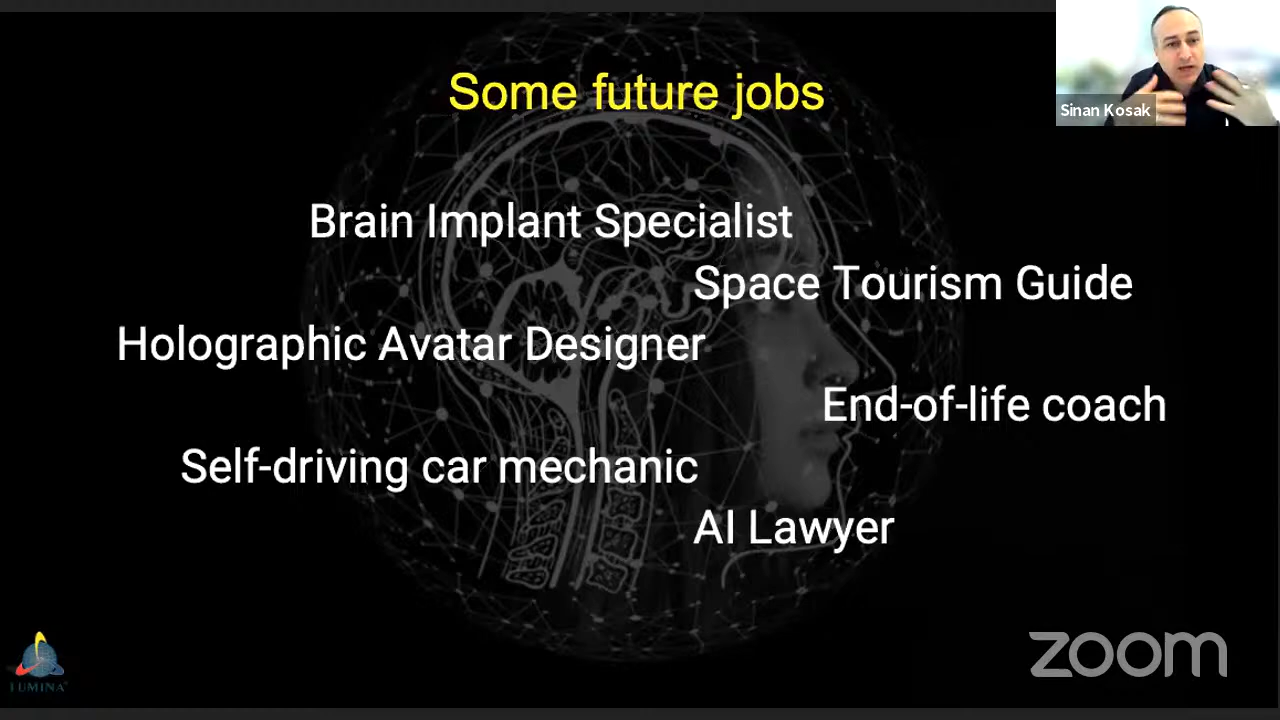 Some future jobs
Sinan Kosak
Brain Implant Specialist
Space Tourism Guide
Holographic Avatar Designer
End-of-life coach
Self-driving car mechanic
AI Lawyer
zoom
LUMINA